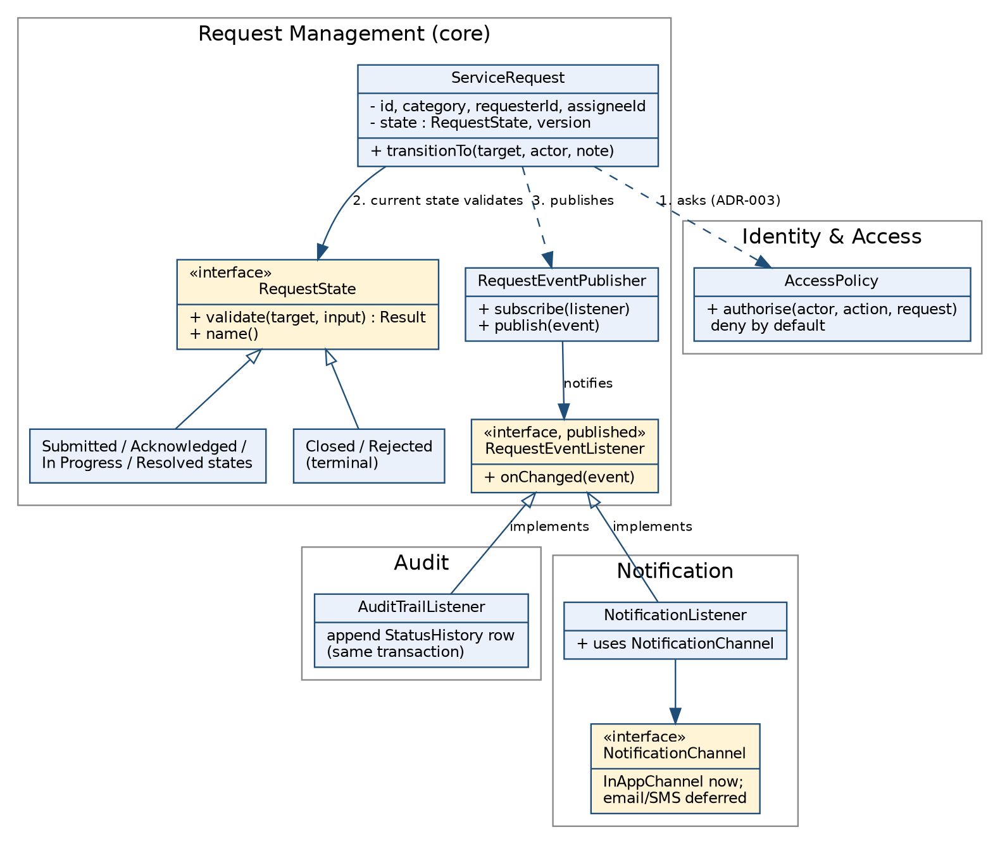 Request Management (core)
ServiceRequest
- id, category, requesterId, assigneeId
- state : RequestState, version
+ transitionTo(target, actor, note)
2. current state validates
3. publishes
1. asks (ADR-003)
Identity & Access
AccessPolicy
+ authorise(actor, action, request)
deny by default
«interface»
RequestState
+ validate(target, input) : Result
+ name()
RequestEventPublisher
+ subscribe(listener)
+ publish(event)
notifies
Submitted / Acknowledged /
In Progress / Resolved states
Closed / Rejected
(terminal)
«interface, published»
RequestEventListener
+ onChanged(event)
implements
implements
Audit
AuditTrailListener
append StatusHistory row
(same transaction)
Notification
NotificationListener
+ uses NotificationChannel
«interface»
NotificationChannel
InAppChannel now;
email/SMS deferred